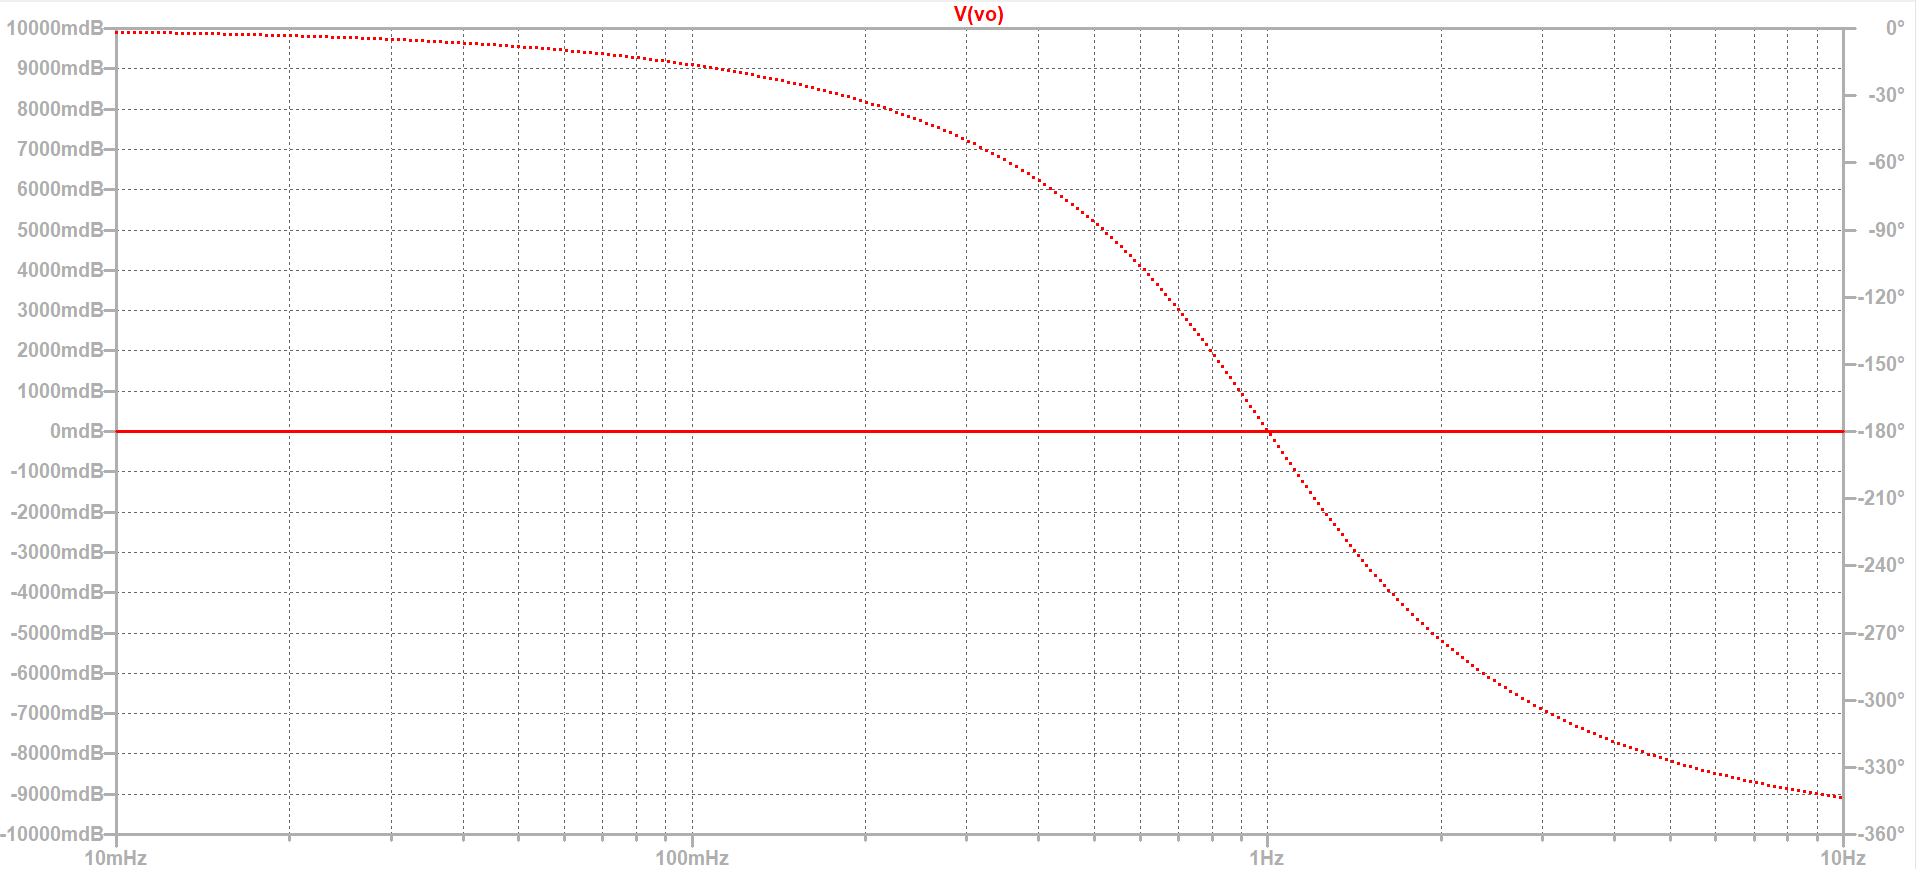 V(vo)
10000mdB 0°
9000mdB
8000mdB -30°
7000mdB
6000mdB -60°
5000mdB -90°
4000mdB
3000mdB -120°
2000mdB -150°
1000mdB
0mdB -180°
-1000mdB
-2000mdB -210°
-3000mdB -240°
-4000mdB
-5000mdB -270°
-6000mdB -300°
-7000mdB
-8000mdB -330°
-9000mdB
-10000mdB -360°
10mHz 100mHz 1Hz 10Hz